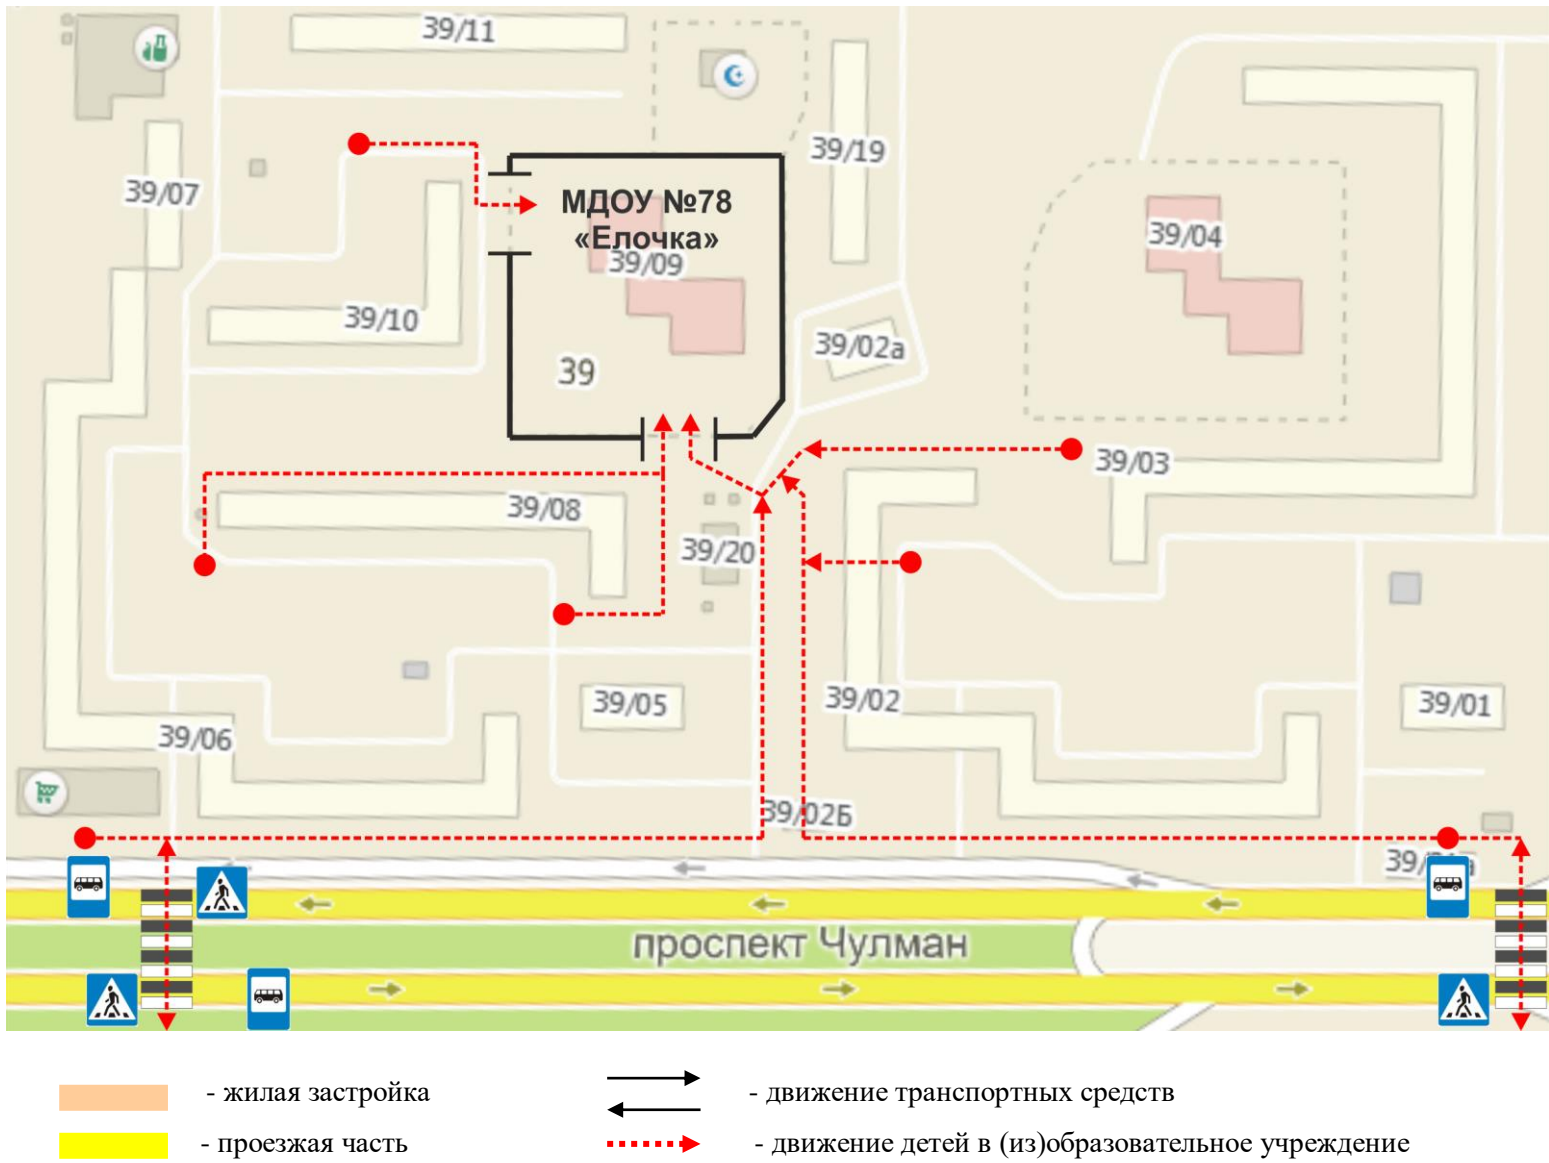 39/11
39/19
39/07
МДОУ №78
«Елочка»
39/04
39/09
39/10
39/02а
39
39/03
39/08
39/20
39/05
39/02
39/01
39/06
39/02Б
проспект Чулман
- жилая застройка
- движение транспортных средств
- проезжая часть
- движение детей в (из)образовательное учреждение